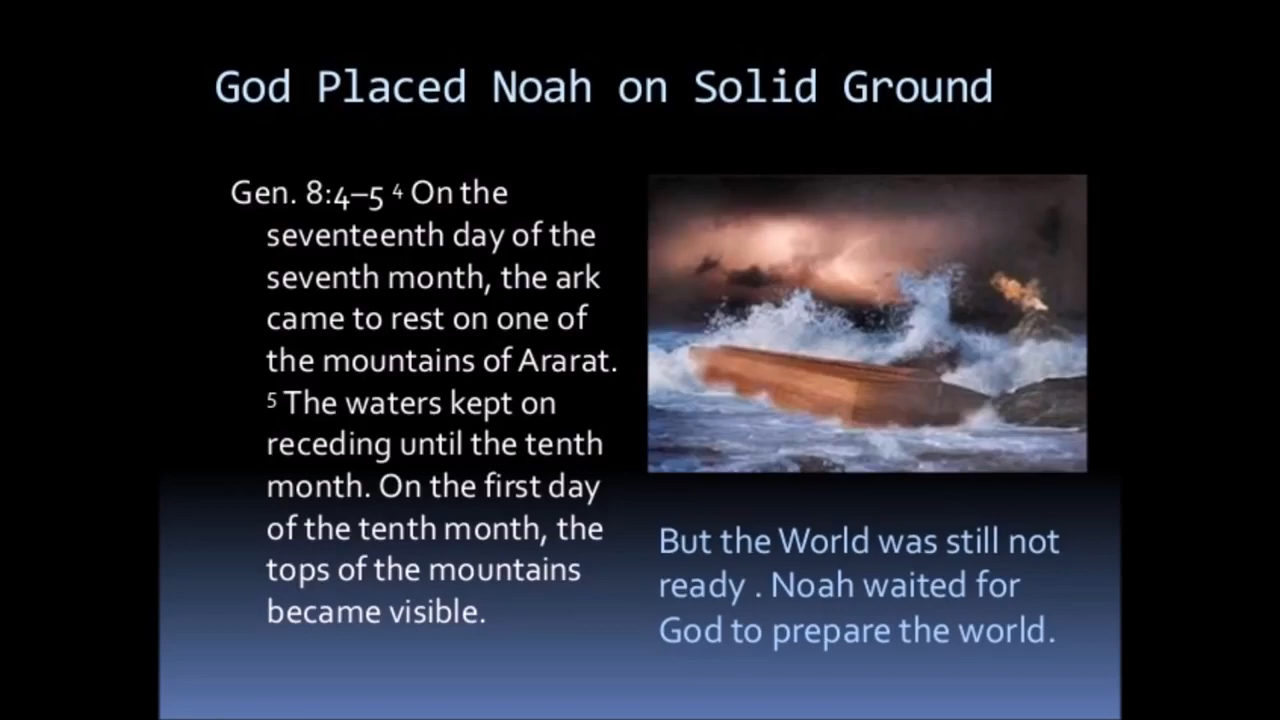 God Placed Noah on Solid Ground
Gen. 8:4–5 ⁴ On the
seventeenth day of the
seventh month, the ark
came to rest on one of
the mountains of Ararat.
⁵ The waters kept on
receding until the tenth
month. On the first day
of the tenth month, the
tops of the mountains
became visible.
But the World was still not
ready . Noah waited for
God to prepare the world.